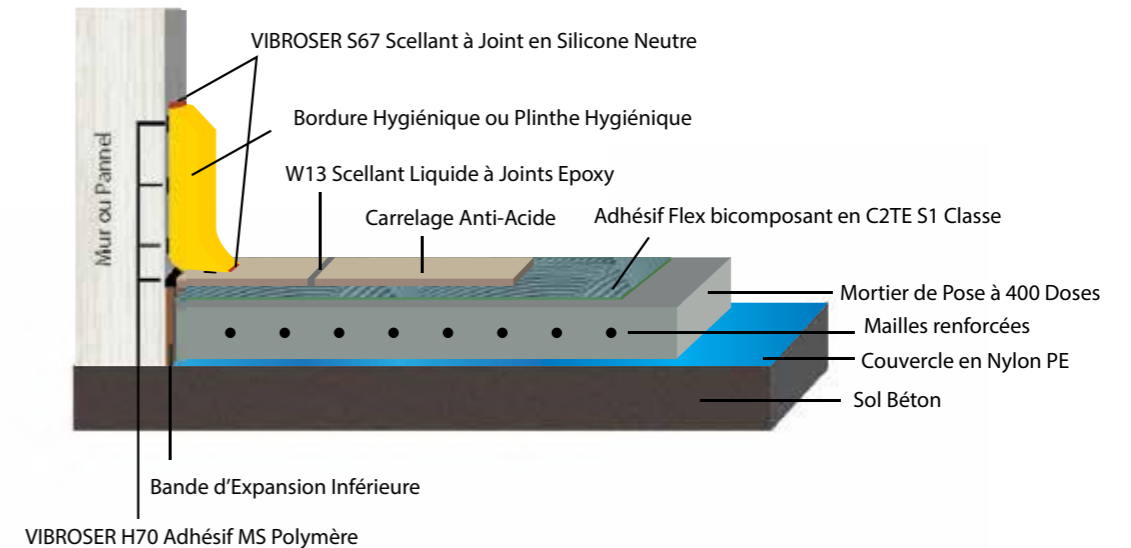 VIBROSER S67 Scellant à Joint en Silicone Neutre
Bordure Hygiénique ou Plinthe Hygiénique
W13 Scellant Liquide à Joints Epoxy
Carrelage Anti-Acide
Adhésif Flex bicomposant en C2TE S1 Classe
Mur ou Pannel
Mortier de Pose à 400 Doses
Mailles renforcées
Couvercle en Nylon PE
Sol Béton
Bande d’Expansion Inférieure
VIBROSER H70 Adhésif MS Polymère